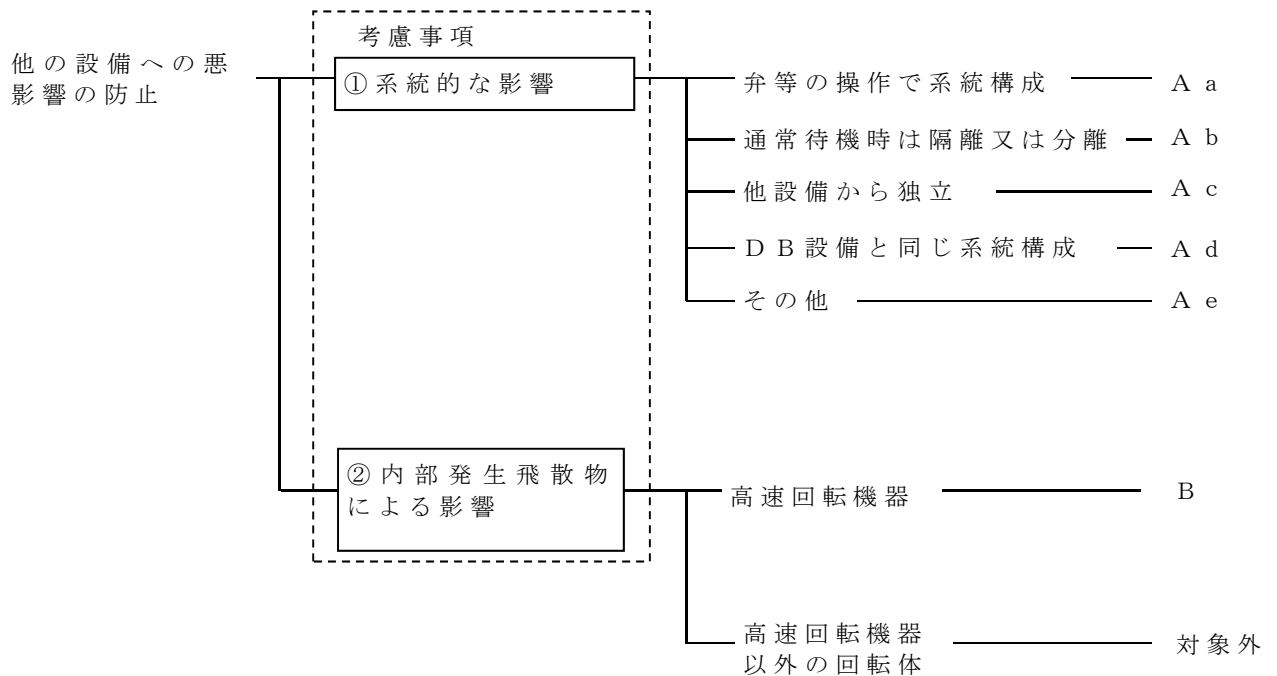 考慮事項
他の設備への悪
影響の防止
①系統的な影響
弁等の操作で系統構成
Ａａ
通常待機時は隔離又は分離
Ａｂ
他設備から独立
Ａｃ
ＤＢ設備と同じ系統構成
Ａｄ
その他
Ａｅ
②内部発生飛散物
による影響
高速回転機器
Ｂ
高速回転機器
以外の回転体
対象外